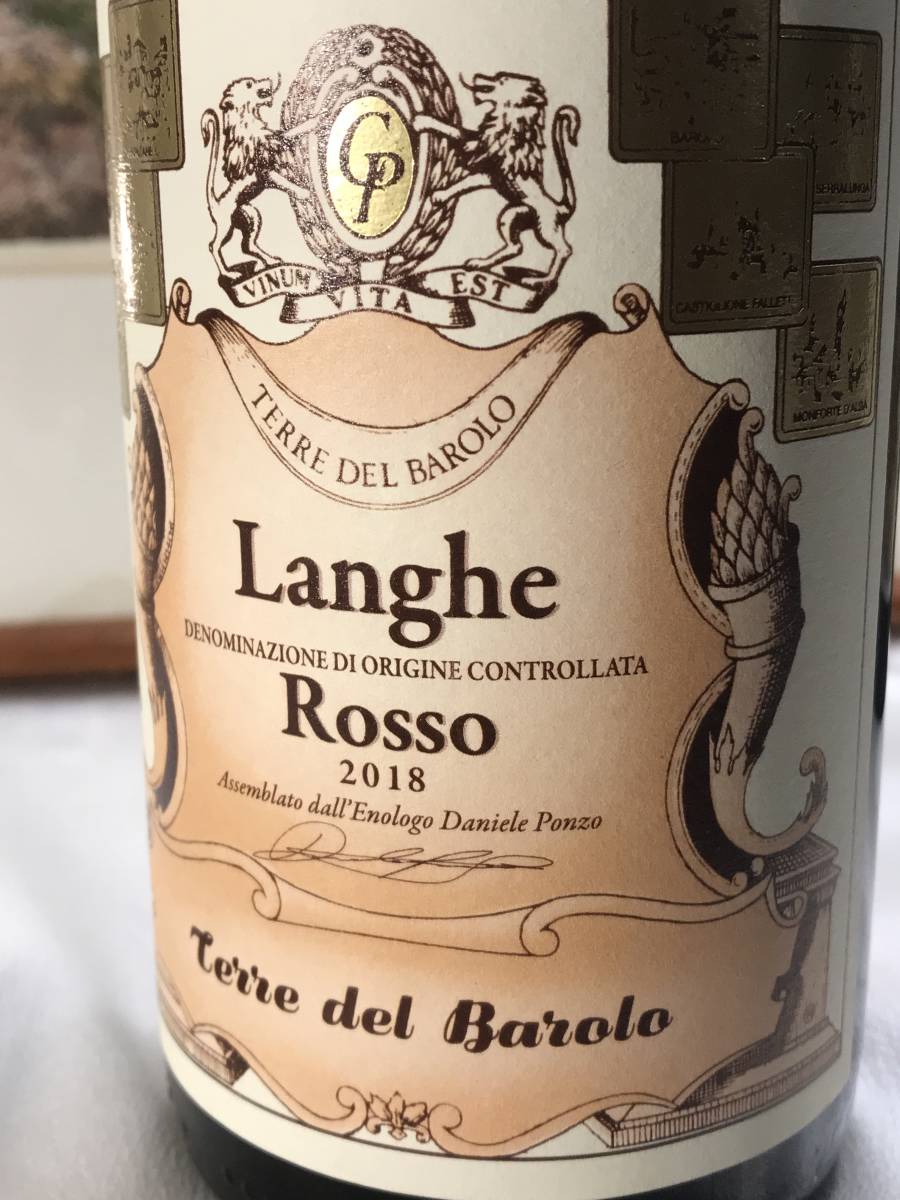 CP
VINUM VITA EST
BAROLO
SERRALUNGA
CASTIGLIONE FALLETTO
MONFORTE D'ALBA
TERRE DEL BAROLO
Langhe
DENOMINAZIONE DI ORIGINE CONTROLLATA
Rosso
2018
Assemblato dall'Enologo Daniele Ponzo
Terre del Barolo